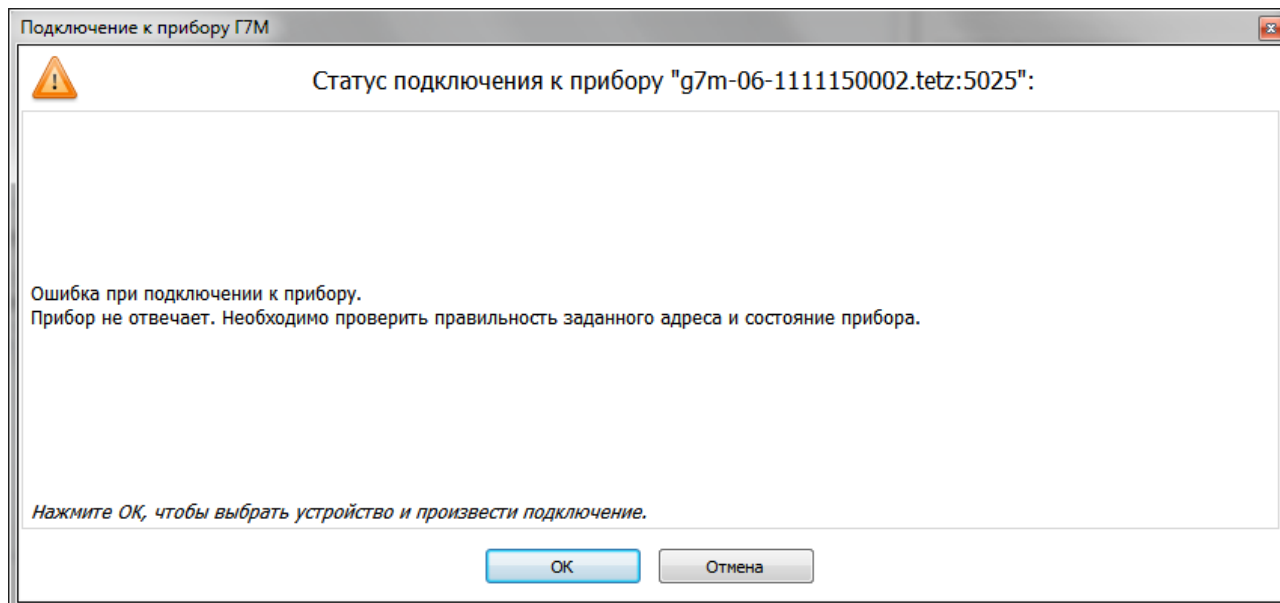 Подключение к прибору Г7М
Статус подключения к прибору "g7m-06-1111150002.tetz:5025":
Ошибка при подключении к прибору.
Прибор не отвечает. Необходимо проверить правильность заданного адреса и состояние прибора.
Нажмите ОК, чтобы выбрать устройство и произвести подключение.
ОК
Отмена